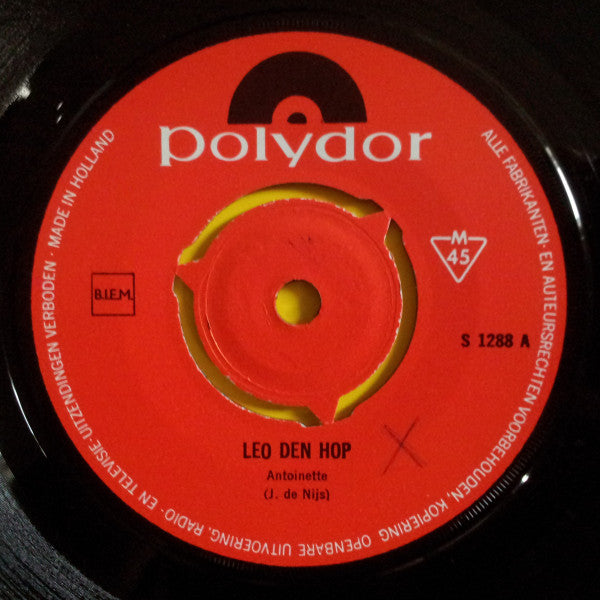 polydor
M
45
B.I.E.M.
S 1288 A
LEO DEN HOP
Antoinette
(J. de Nijs)
ALLE FABRIKANTEN- EN AUTEURSRECHTEN VOORBEHOUDEN. KOPIERING, OPENBARE UITVOERING, RADIO- EN TELEVISIE-UITZENDINGEN VERBODEN · MADE IN HOLLAND